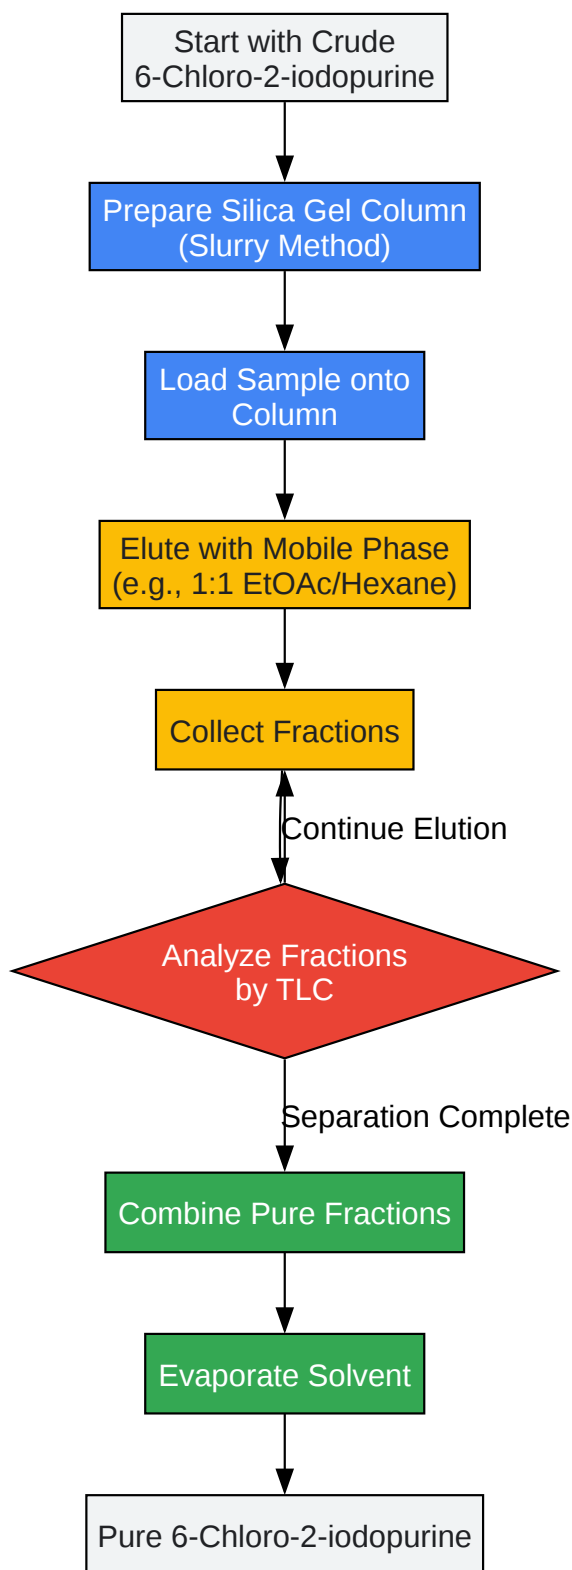 Start with Crude
6-Chloro-2-iodopurine
Prepare Silica Gel Column
(Slurry Method)
Load Sample onto
Column
Elute with Mobile Phase
(e.g., 1:1 EtOAc/Hexane)
Collect Fractions
Continue Elution
Analyze Fractions
by TLC
Separation Complete
Combine Pure Fractions
Evaporate Solvent
Pure 6-Chloro-2-iodopurine